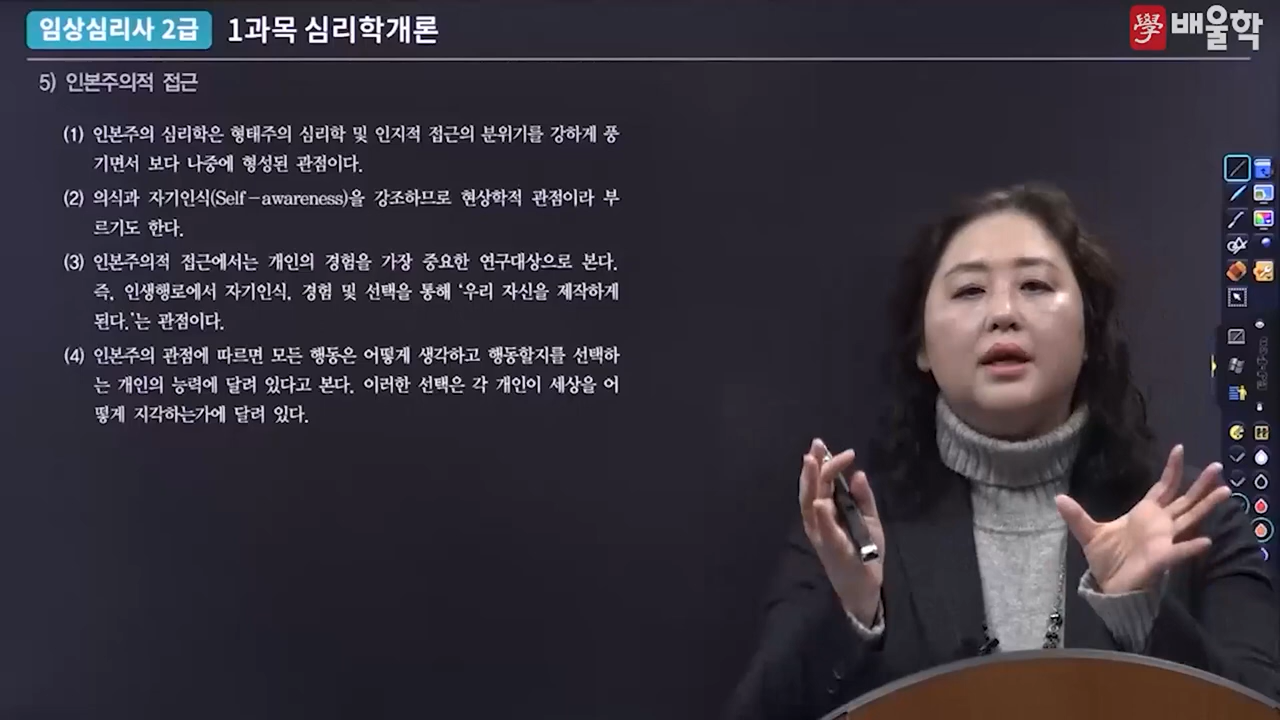 임상심리사 2급 1과목 심리학개론
學 배울학
5) 인본주의적 접근
(1) 인본주의 심리학은 형태주의 심리학 및 인지적 접근의 분위기를 강하게 풍
기면서 보다 나중에 형성된 관점이다.
(2) 의식과 자기인식(Self-awareness)을 강조하므로 현상학적 관점이라 부
르기도 한다.
(3) 인본주의적 접근에서는 개인의 경험을 가장 중요한 연구대상으로 본다.
즉, 인생행로에서 자기인식, 경험 및 선택을 통해 '우리 자신을 제작하게
된다.'는 관점이다.
(4) 인본주의 관점에 따르면 모든 행동은 어떻게 생각하고 행동할지를 선택하
는 개인의 능력에 달려 있다고 본다. 이러한 선택은 각 개인이 세상을 어
떻게 지각하는가에 달려 있다.